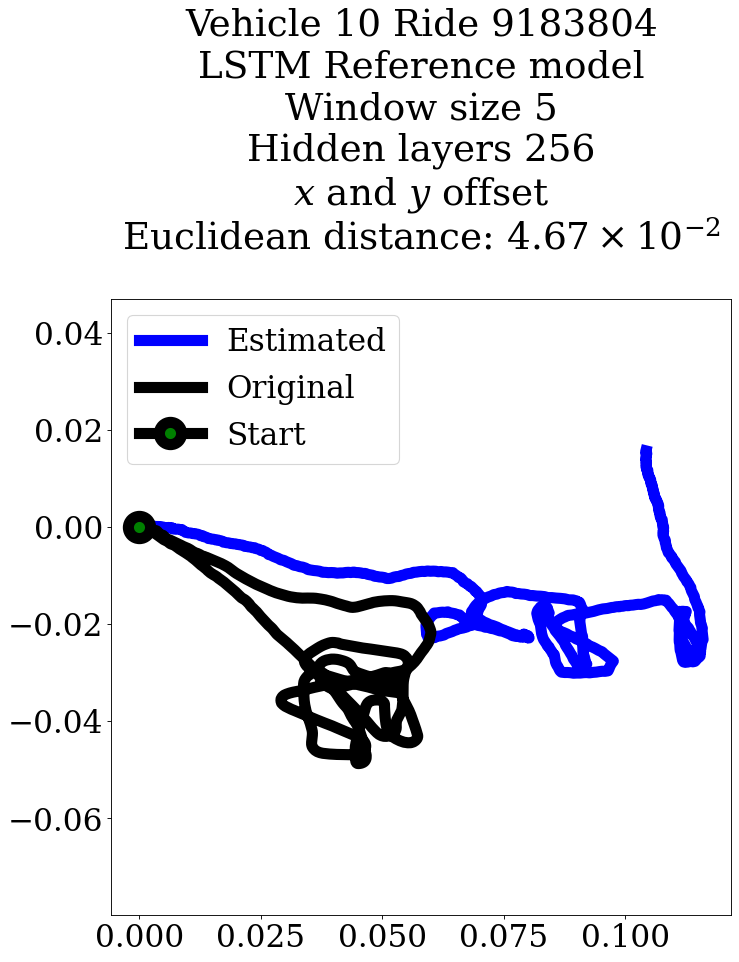 Vehicle 10 Ride 9183804
LSTM Reference model
Window size 5
Hidden layers 256
x and y offset
Euclidean distance: 4.67 × 10⁻²
Estimated
Original
Start
0.04
0.02
0.00
−0.02
−0.04
−0.06
0.000 0.025 0.050 0.075 0.100